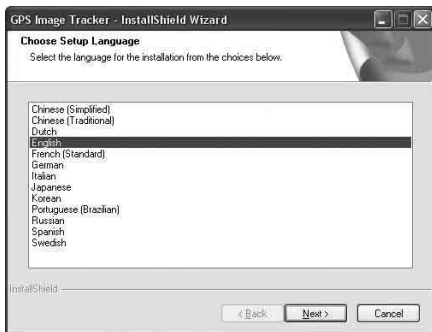 GPS Image Tracker - InstallShield Wizard
Choose Setup Language
Select the language for the installation from the choices below.
Chinese (Simplified)
Chinese (Traditional)
Dutch
English
French (Standard)
German
Italian
Japanese
Korean
Portuguese (Brazilian)
Russian
Spanish
Swedish
InstallShield
< Back Next > Cancel